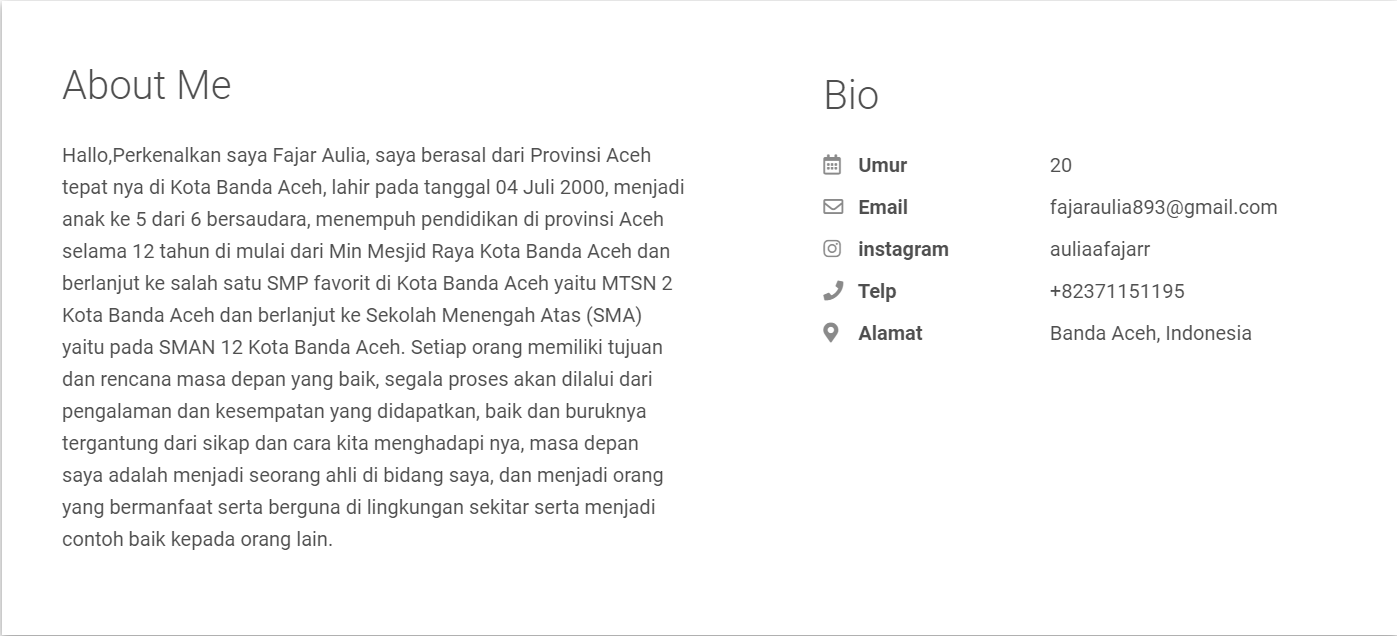 About Me
Hallo,Perkenalkan saya Fajar Aulia, saya berasal dari Provinsi Aceh
tepat nya di Kota Banda Aceh, lahir pada tanggal 04 Juli 2000, menjadi
anak ke 5 dari 6 bersaudara, menempuh pendidikan di provinsi Aceh
selama 12 tahun di mulai dari Min Mesjid Raya Kota Banda Aceh dan
berlanjut ke salah satu SMP favorit di Kota Banda Aceh yaitu MTSN 2
Kota Banda Aceh dan berlanjut ke Sekolah Menengah Atas (SMA)
yaitu pada SMAN 12 Kota Banda Aceh. Setiap orang memiliki tujuan
dan rencana masa depan yang baik, segala proses akan dilalui dari
pengalaman dan kesempatan yang didapatkan, baik dan buruknya
tergantung dari sikap dan cara kita menghadapi nya, masa depan
saya adalah menjadi seorang ahli di bidang saya, dan menjadi orang
yang bermanfaat serta berguna di lingkungan sekitar serta menjadi
contoh baik kepada orang lain.
Bio
Umur 20
Email fajaraulia893@gmail.com
instagram auliaafajarr
Telp +82371151195
Alamat Banda Aceh, Indonesia